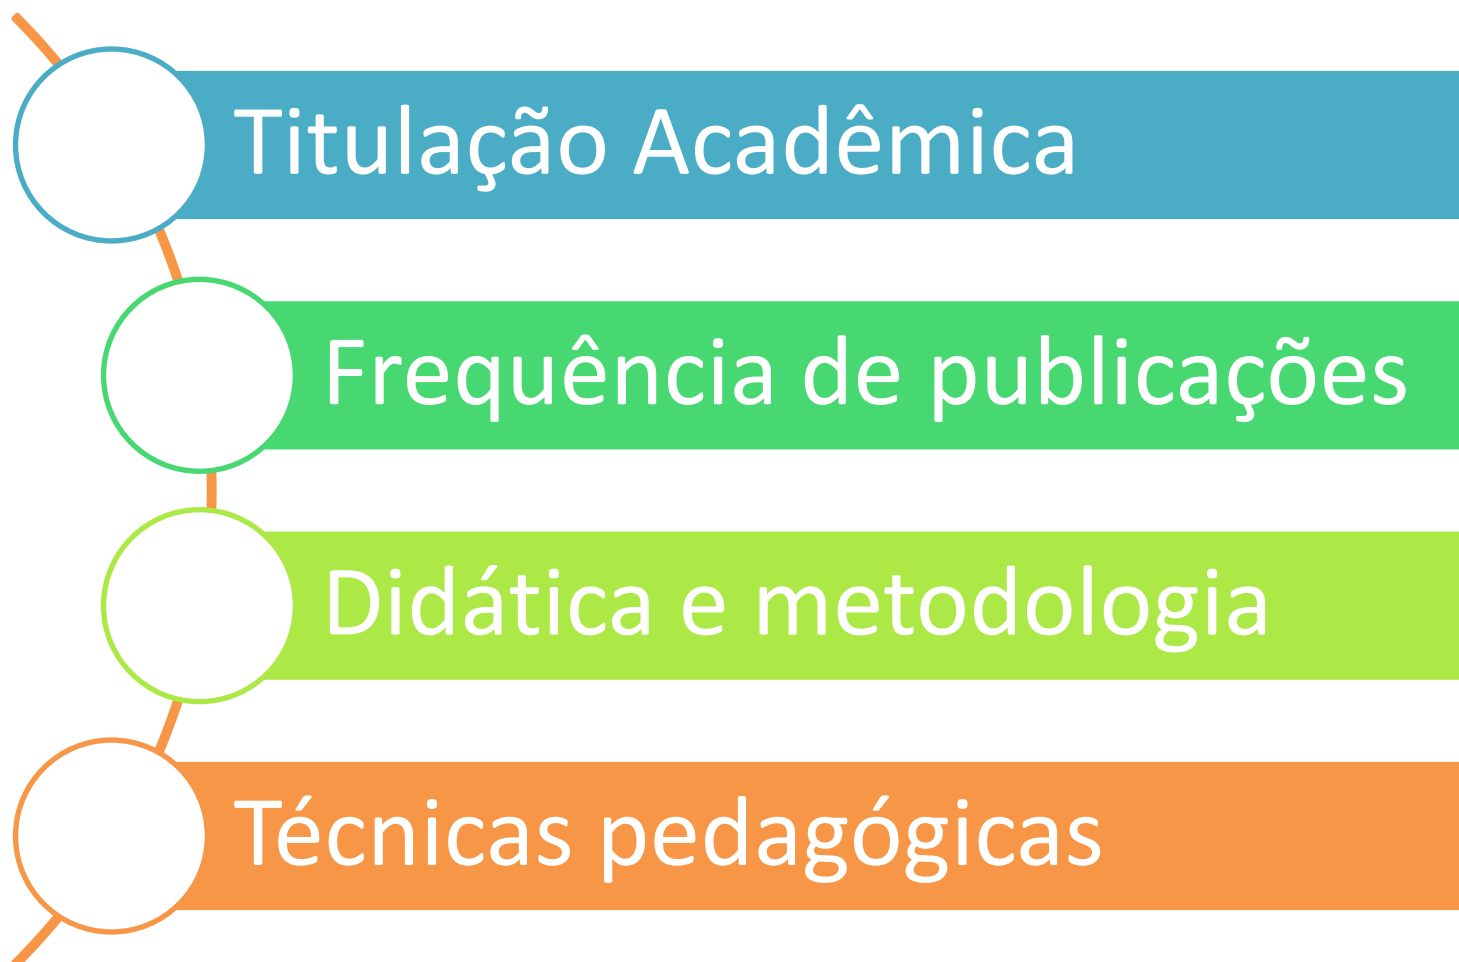 Titulação Acadêmica
Frequência de publicações
Didática e metodologia
Técnicas pedagógicas